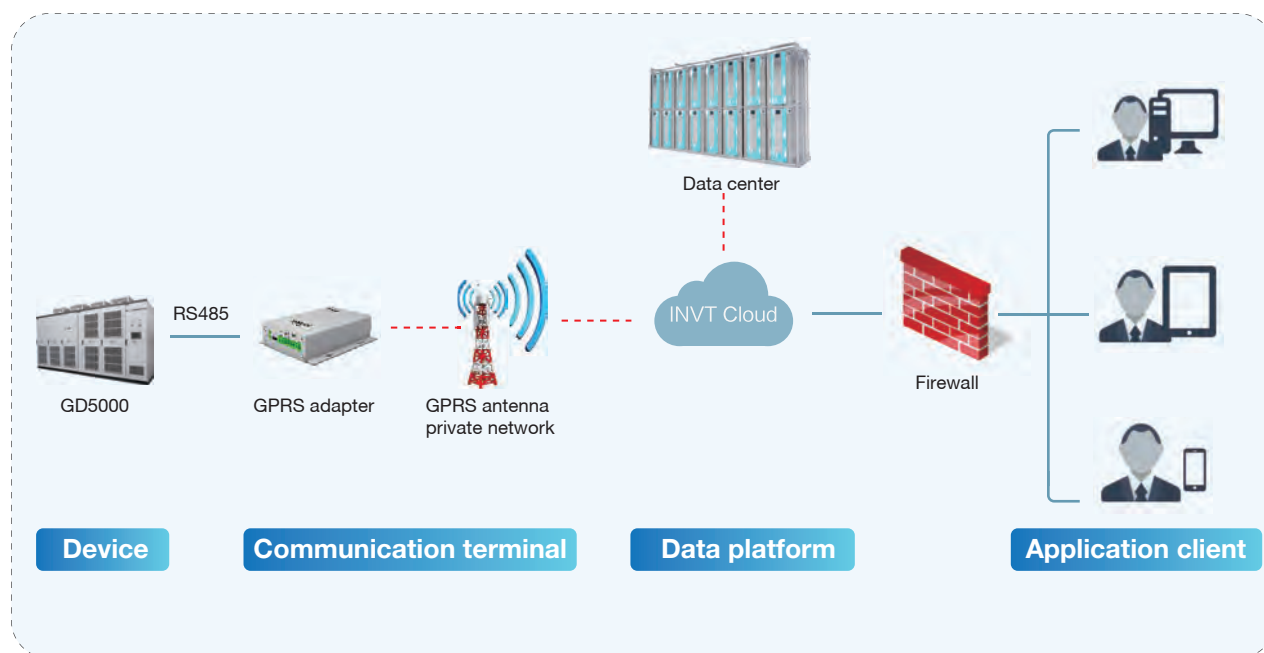 Data center
INVT Cloud
RS485
GD5000
GPRS adapter
GPRS antenna
private network
Firewall
Device
Communication terminal
Data platform
Application client